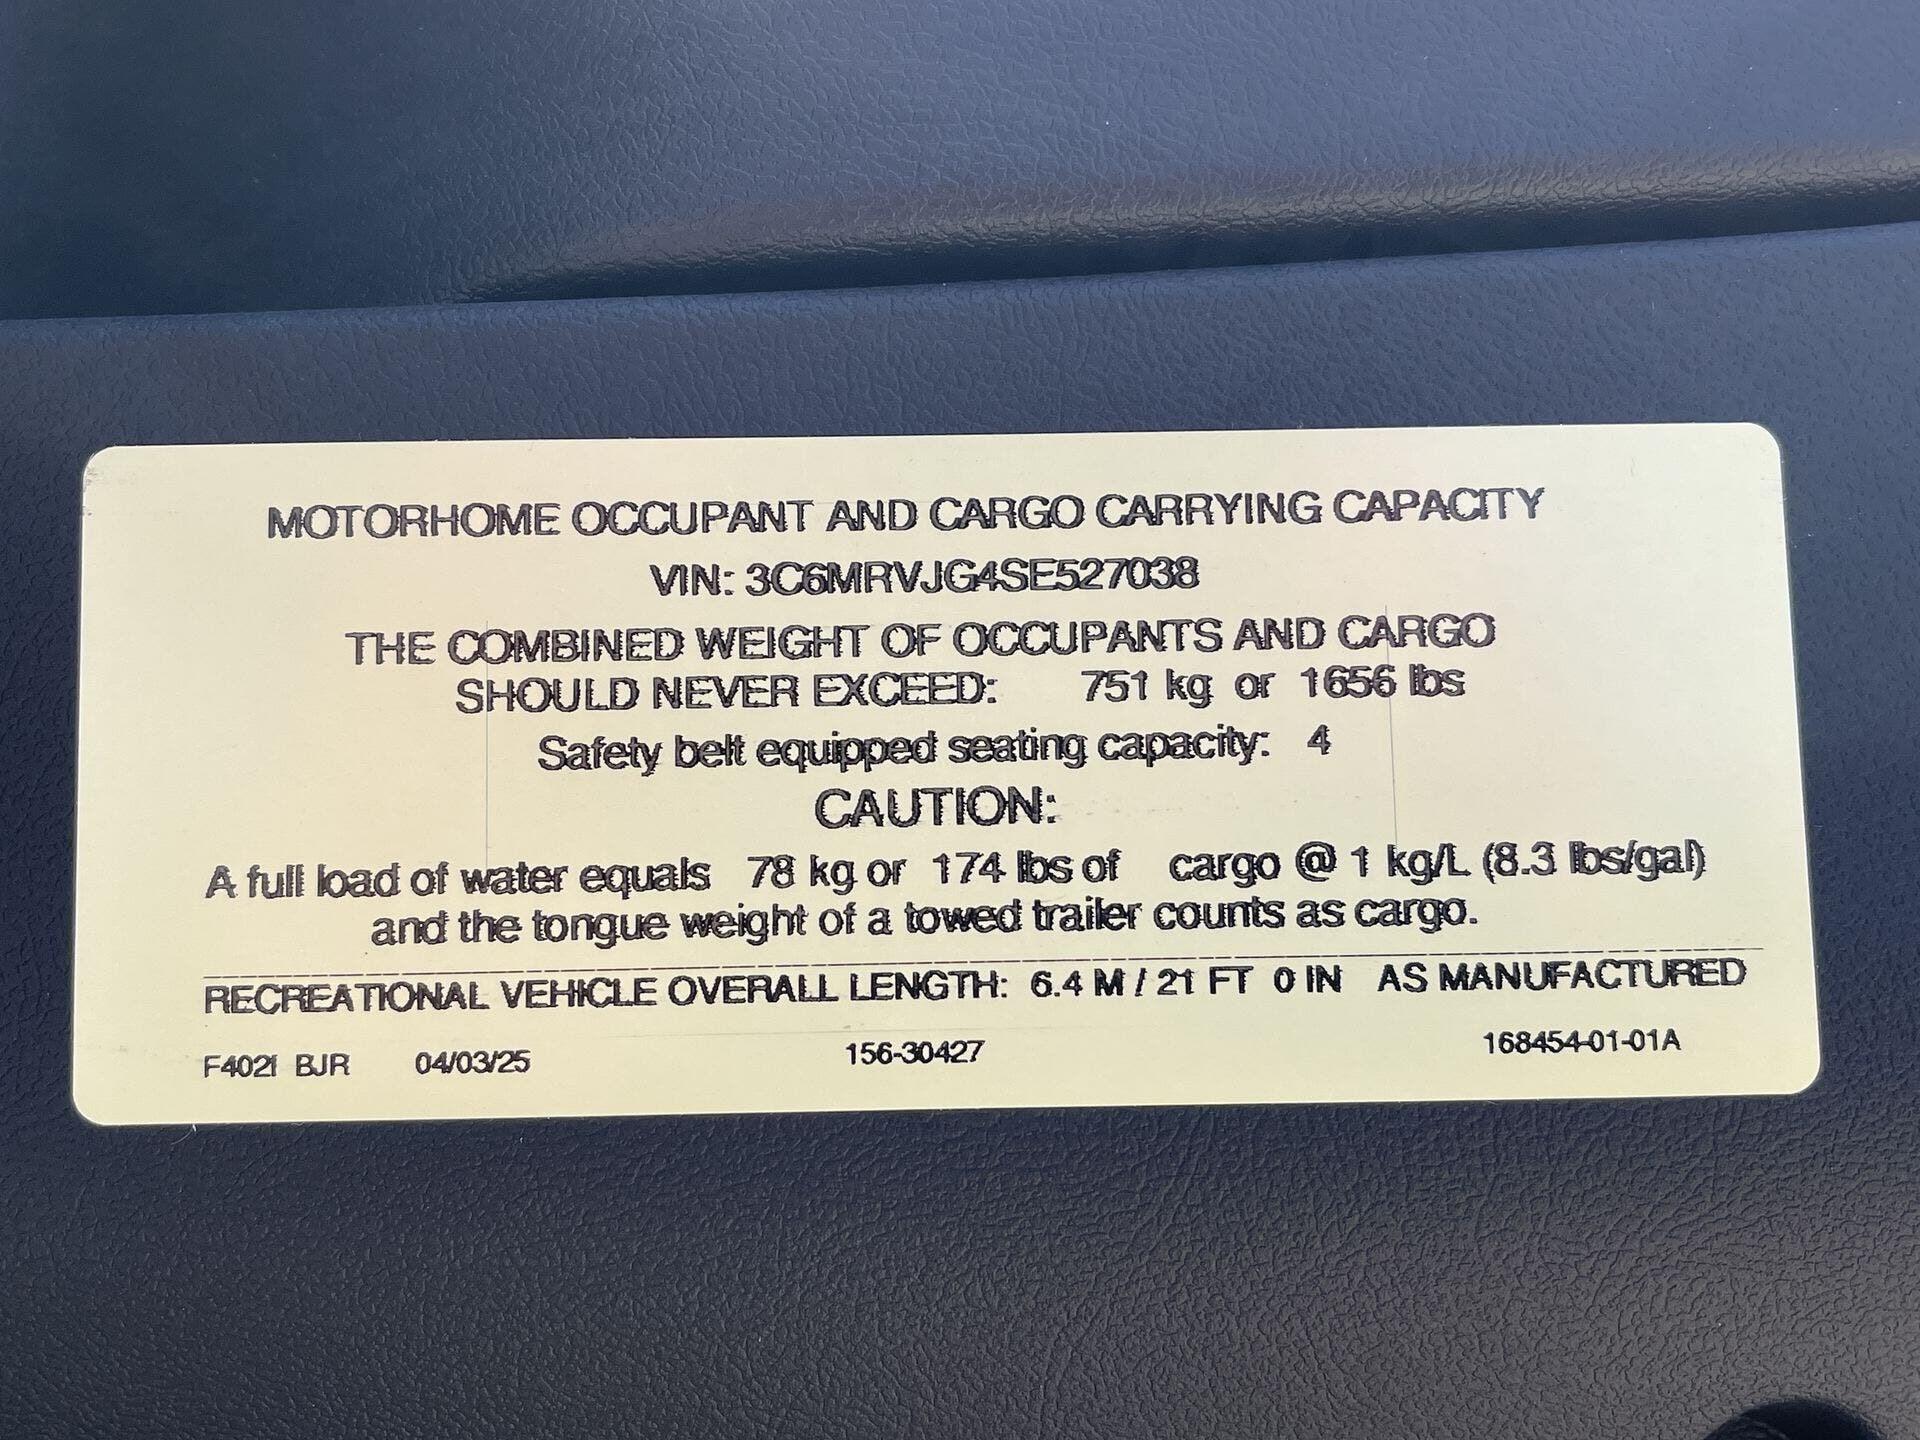 MOTORHOME OCCUPANT AND CARGO CARRYING CAPACITY
VIN: 3C6MRVJG4SE527038
THE COMBINED WEIGHT OF OCCUPANTS AND CARGO
SHOULD NEVER EXCEED: 751 kg or 1656 lbs
Safety belt equipped seating capacity: 4
CAUTION:
A full load of water equals 78 kg or 174 lbs of cargo @ 1 kg/L (8.3 lbs/gal)
and the tongue weight of a towed trailer counts as cargo.
RECREATIONAL VEHICLE OVERALL LENGTH: 6.4 M / 21 FT 0 IN AS MANUFACTURED
F4021 BJR 04/03/25 156-30427 168454-01-01A